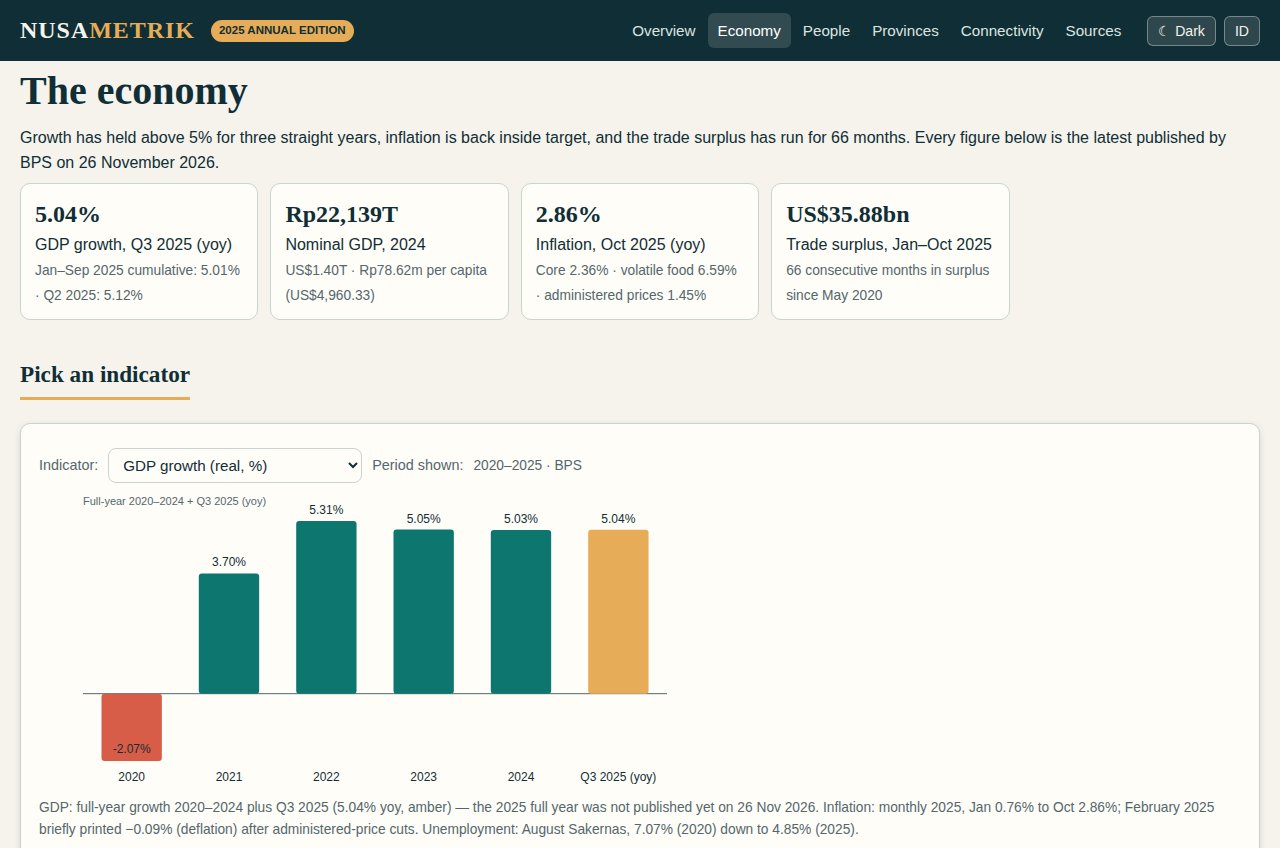 NUSAMETRIK
2025 ANNUAL EDITION
Overview
Economy
People
Provinces
Connectivity
Sources
☾ Dark
ID
The economy
Growth has held above 5% for three straight years, inflation is back inside target, and the trade surplus has run for 66 months. Every figure below is the latest published by
BPS on 26 November 2026.
5.04%
GDP growth, Q3 2025 (yoy)
Jan–Sep 2025 cumulative: 5.01%
· Q2 2025: 5.12%
Rp22,139T
Nominal GDP, 2024
US$1.40T · Rp78.62m per capita
(US$4,960.33)
2.86%
Inflation, Oct 2025 (yoy)
Core 2.36% · volatile food 6.59%
· administered prices 1.45%
US$35.88bn
Trade surplus, Jan–Oct 2025
66 consecutive months in surplus
since May 2020
Pick an indicator
Indicator:
GDP growth (real, %)
Period shown:
2020–2025 · BPS
Full-year 2020–2024 + Q3 2025 (yoy)
-2.07%
3.70%
5.31%
5.05%
5.03%
5.04%
2020
2021
2022
2023
2024
Q3 2025 (yoy)
GDP: full-year growth 2020–2024 plus Q3 2025 (5.04% yoy, amber) — the 2025 full year was not published yet on 26 Nov 2026. Inflation: monthly 2025, Jan 0.76% to Oct 2.86%; February 2025
briefly printed −0.09% (deflation) after administered-price cuts. Unemployment: August Sakernas, 7.07% (2020) down to 4.85% (2025).